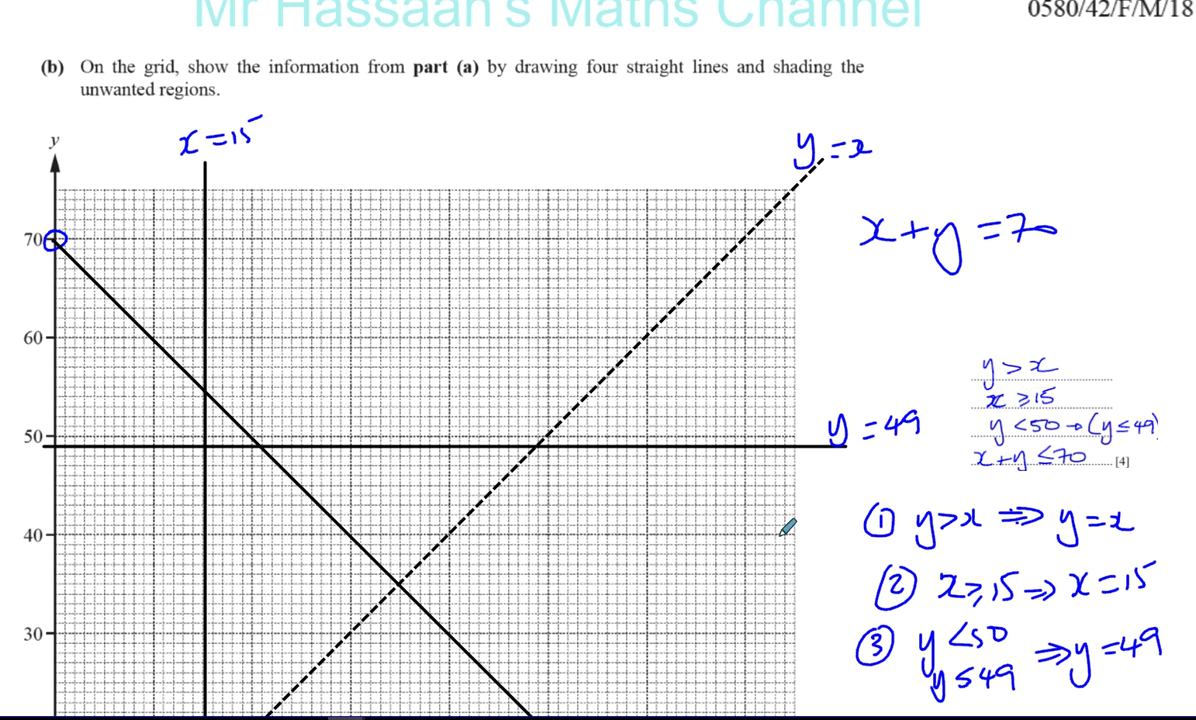 Mr Hassaan's Maths Channel
0580/42/F/M/18
(b) On the grid, show the information from part (a) by drawing four straight lines and shading the
unwanted regions.
x = 15
y
y = x
70
x + y = 70
60
y > x
x ≥ 15
50
y = 49
y < 50 → (y ≤ 49)
x + y ≤ 70 [4]
① y > x ⇒ y = x
40
② x ≥ 15 ⇒ x = 15
30
③ y < 50
y ≤ 49 ⇒ y = 49